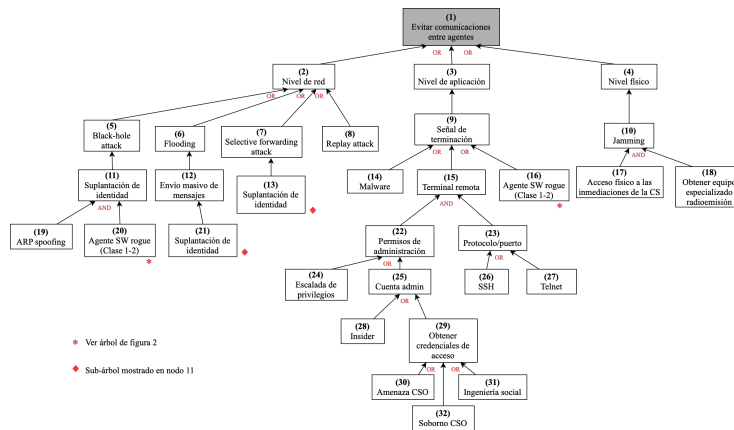 (1)
Evitar comunicaciones
entre agentes
OR
OR
OR
(2)
Nivel de red
(3)
Nivel de aplicación
(4)
Nivel físico
OR
OR
OR
(5)
Black-hole
attack
(6)
Flooding
(7)
Selective forwarding
attack
(8)
Replay attack
(9)
Señal de
terminación
(10)
Jamming
OR
OR
OR
AND
(11)
Suplantación de
identidad
(12)
Envío masivo de
mensajes
(13)
Suplantación de
identidad
(14)
Malware
(15)
Terminal remota
(16)
Agente SW rogue
(Clase 1-2)
*
(17)
Acceso físico a las
inmediaciones de la CS
(18)
Obtener equipo
especializado
radioemisión
AND
AND
(19)
ARP spoofing
(20)
Agente SW rogue
(Clase 1-2)
*
(21)
Suplantación de
identidad
(22)
Permisos de
administración
(23)
Protocolo/puerto
OR
OR
(24)
Escalada de
privilegios
(25)
Cuenta admin
(26)
SSH
(27)
Telnet
OR
(28)
Insider
(29)
Obtener
credenciales de
acceso
OR
OR
OR
(30)
Amenaza CSO
(31)
Ingeniería social
(32)
Soborno CSO
* Ver árbol de figura 2
Sub-árbol mostrado en nodo 11